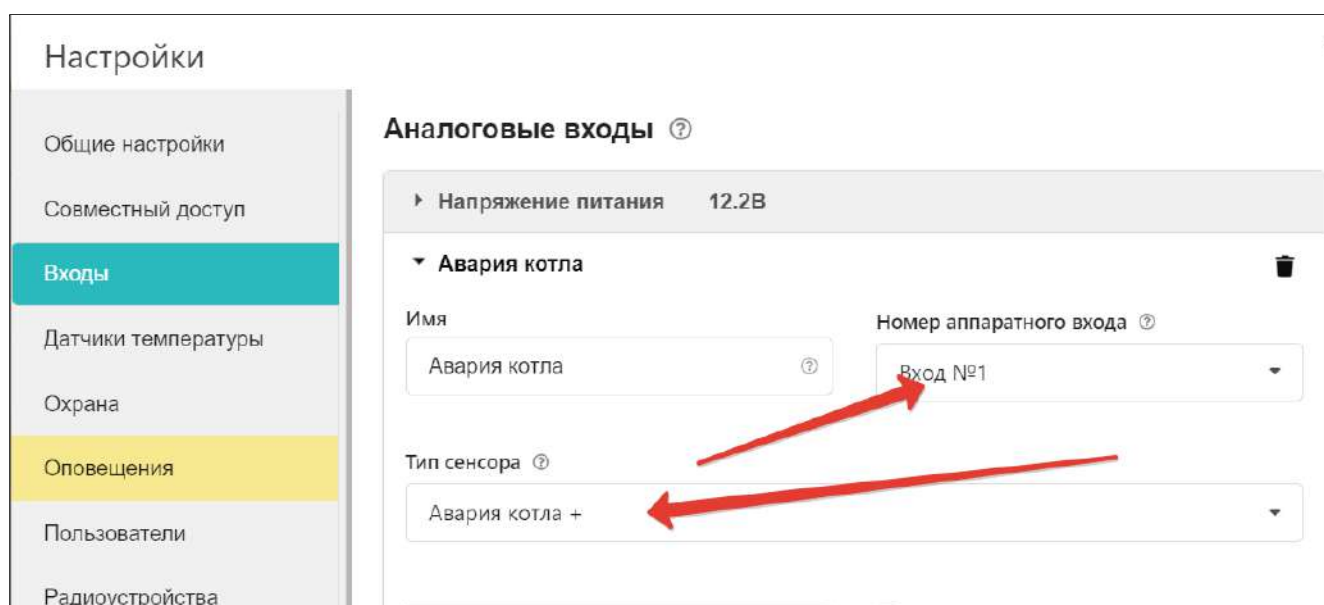 Настройки
Общие настройки
Совместный доступ
Входы
Датчики температуры
Охрана
Оповещения
Пользователи
Радиоустройства
Аналоговые входы ?
Напряжение питания 12.2В
Авария котла
Имя
Авария котла ?
Номер аппаратного входа ?
Вход №1
Тип сенсора ?
Авария котла +